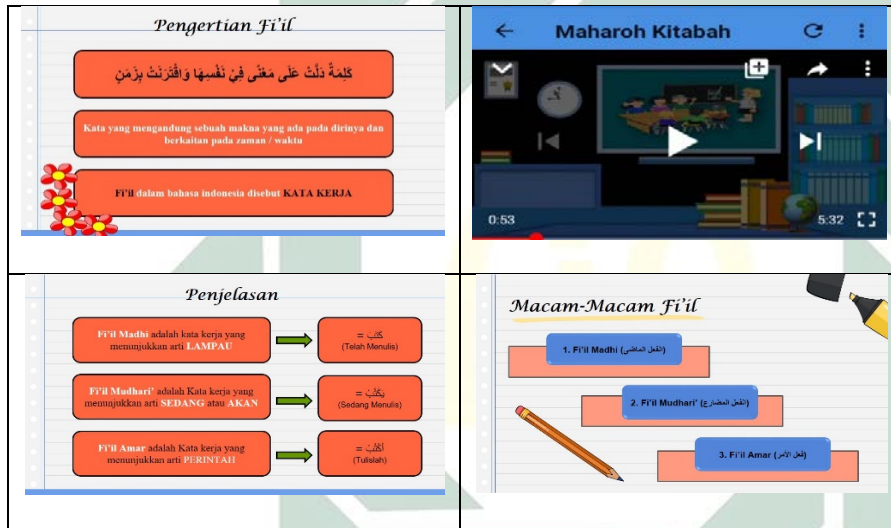 Pengertian Fi'il
كَلِمَةٌ دَلَّتْ عَلَى مَعْنًى فِيْ نَفْسِهَا وَاقْتَرَنَتْ بِزَمَنٍ
Kata yang mengandung sebuah makna yang ada pada dirinya dan
berkaitan pada zaman / waktu
Fi'il dalam bahasa indonesia disebut KATA KERJA
Maharoh Kitabah
0:53
5:32
Penjelasan
Fi'il Madhi adalah kata kerja yang
menunjukkan arti LAMPAU
كَتَبَ =
(Telah Menulis)
Fi'il Mudhari' adalah Kata kerja yang
menunjukkan arti SEDANG atau AKAN
يَكْتُبُ =
(Sedang Menulis)
Fi'il Amar adalah Kata kerja yang
menunjukkan arti PERINTAH
اُكْتُبْ =
(Tulislah)
Macam-Macam Fi'il
1. Fi'il Madhi (الفعل الماضى)
2. Fi'il Mudhari' (الفعل المضارع)
3. Fi'il Amar (فعل الأمر)